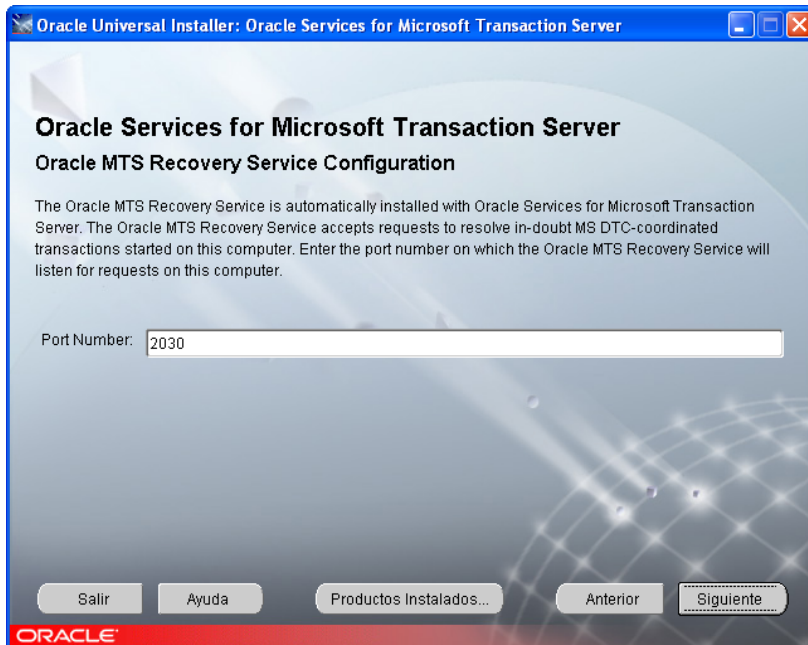 Oracle Universal Installer: Oracle Services for Microsoft Transaction Server
Oracle Services for Microsoft Transaction Server
Oracle MTS Recovery Service Configuration
The Oracle MTS Recovery Service is automatically installed with Oracle Services for Microsoft Transaction
Server. The Oracle MTS Recovery Service accepts requests to resolve in-doubt MS DTC-coordinated
transactions started on this computer. Enter the port number on which the Oracle MTS Recovery Service will
listen for requests on this computer.
Port Number: 2030
Salir Ayuda Productos Instalados... Anterior Siguiente
ORACLE